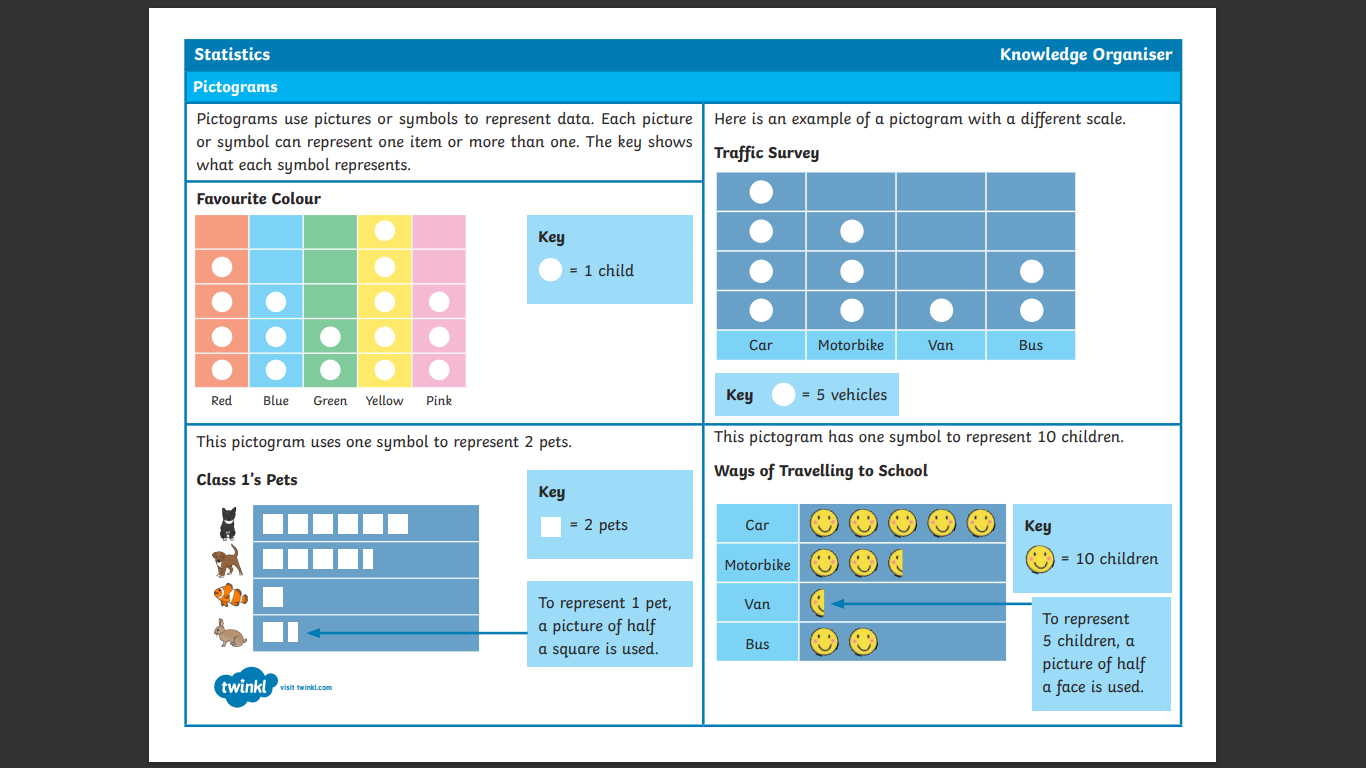 Statistics
Knowledge Organiser
Pictograms
Pictograms use pictures or symbols to represent data. Each picture
or symbol can represent one item or more than one. The key shows
what each symbol represents.
Favourite Colour
Key
= 1 child
Red Blue Green Yellow Pink
Here is an example of a pictogram with a different scale.
Traffic Survey
Car Motorbike Van Bus
Key = 5 vehicles
This pictogram uses one symbol to represent 2 pets.
Class 1's Pets
Key
= 2 pets
To represent 1 pet,
a picture of half
a square is used.
twinkl visit twinkl.com
This pictogram has one symbol to represent 10 children.
Ways of Travelling to School
Car
Motorbike
Van
Bus
Key
= 10 children
To represent
5 children, a
picture of half
a face is used.